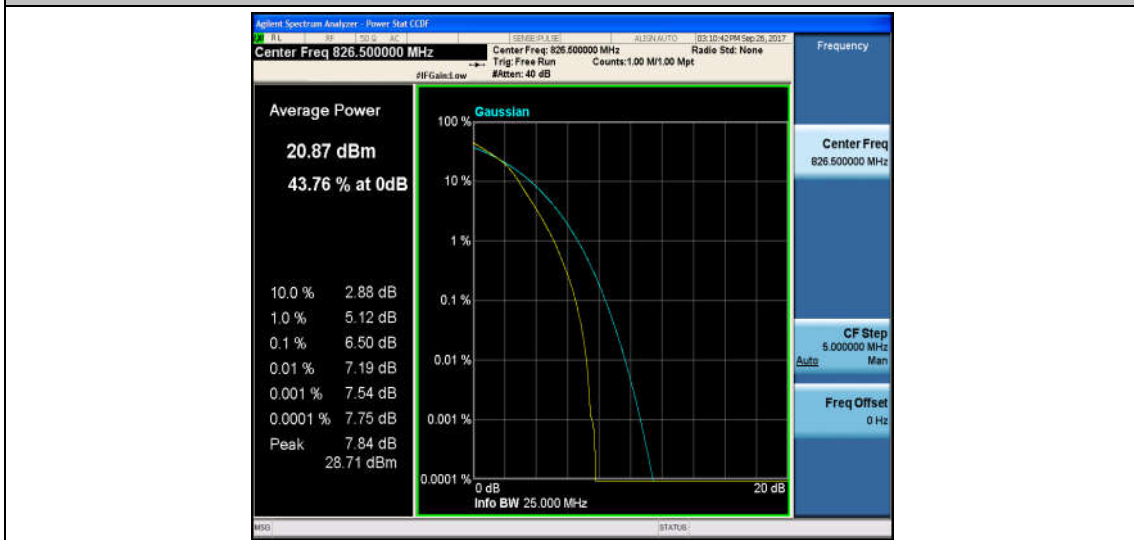 Agilent Spectrum Analyzer - Power Stat CCDF
RL RF 50 Ω AC SENSE:PULSE ALIGN AUTO 03:10:42 PM Sep 26, 2017
Center Freq 826.500000 MHz
Center Freq: 826.500000 MHz Radio Std: None
Trig: Free Run Counts:1.00 M/1.00 Mpt
#IFGain:Low #Atten: 40 dB
Frequency
Average Power
20.87 dBm
43.76 % at 0dB
10.0 % 2.88 dB
1.0 % 5.12 dB
0.1 % 6.50 dB
0.01 % 7.19 dB
0.001 % 7.54 dB
0.0001 % 7.75 dB
Peak 7.84 dB
28.71 dBm
Gaussian
100 %
10 %
1 %
0.1 %
0.01 %
0.001 %
0.0001 %
0 dB 20 dB
Info BW 25.000 MHz
Center Freq
826.500000 MHz
CF Step
5.000000 MHz
Auto Man
Freq Offset
0 Hz
MSG STATUS